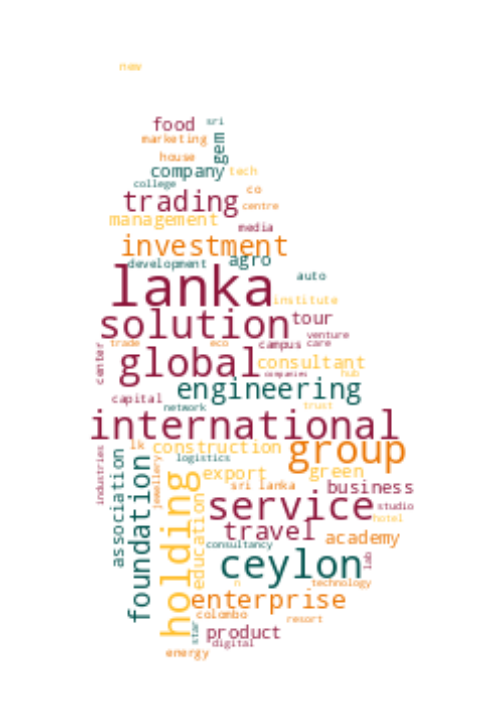 new
food
sri
marketing
gem
house
company
tech
college
co
trading
centre
management
media
investment
agro
development
auto
lanka
institute
solution
tour
venture
trade
eco
campus
care
center
global
consultant
companies
hub
engineering
capital
network
trust
international
lk
construction
group
industries
association
foundation
jewellery
holding
logistics
export
green
sri lanka
business
education
service
studio
hotel
travel
academy
consultancy
ceylon
lab
n
technology
enterprise
colombo
resort
star
product
digital
energy